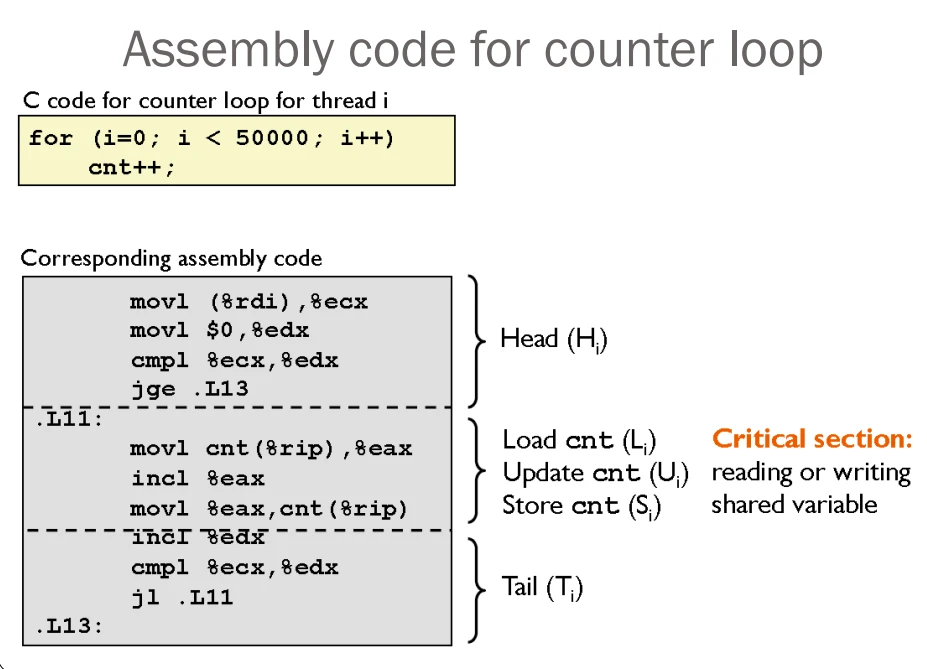 Assembly code for counter loop
C code for counter loop for thread i
for (i=0; i < 50000; i++)
cnt++;
Corresponding assembly code
movl (%rdi),%ecx
movl $0,%edx
cmpl %ecx,%edx
jge .L13
Head (Hi)
.L11:
movl cnt(%rip),%eax
incl %eax
movl %eax,cnt(%rip)
Load cnt (Li)
Update cnt (Ui)
Store cnt (Si)
Critical section:
reading or writing
shared variable
incl %edx
cmpl %ecx,%edx
jl .L11
.L13:
Tail (Ti)